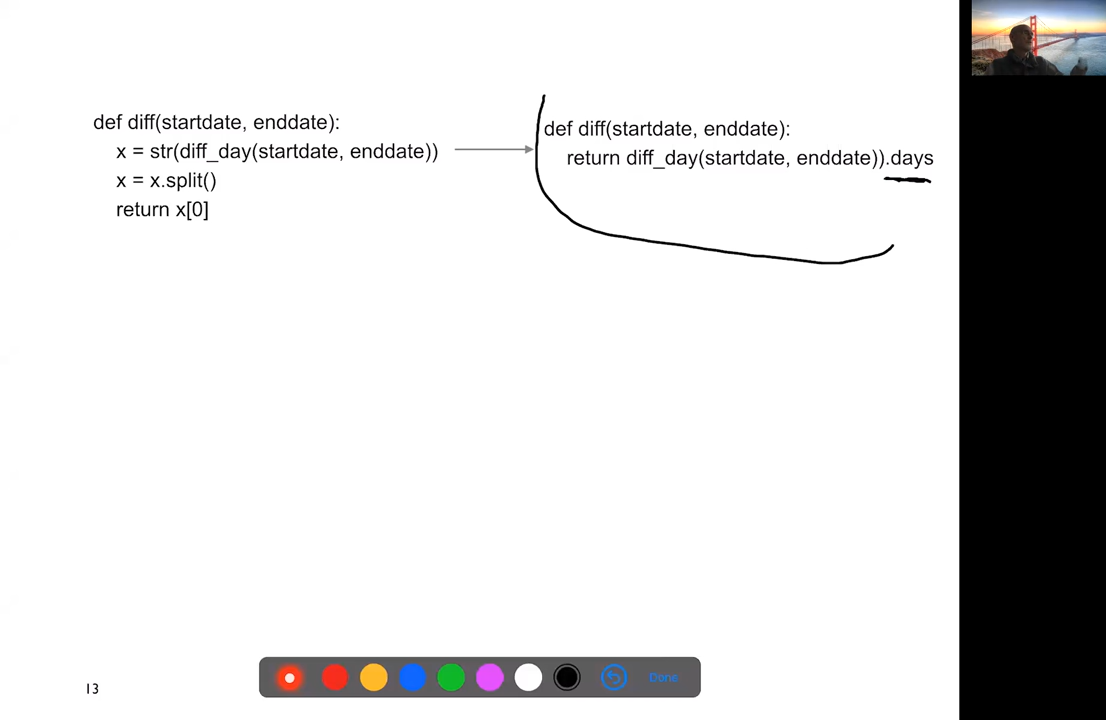 def diff(startdate, enddate):
x = str(diff_day(startdate, enddate))
x = x.split()
return x[0]
def diff(startdate, enddate):
return diff_day(startdate, enddate)).days
13
Done